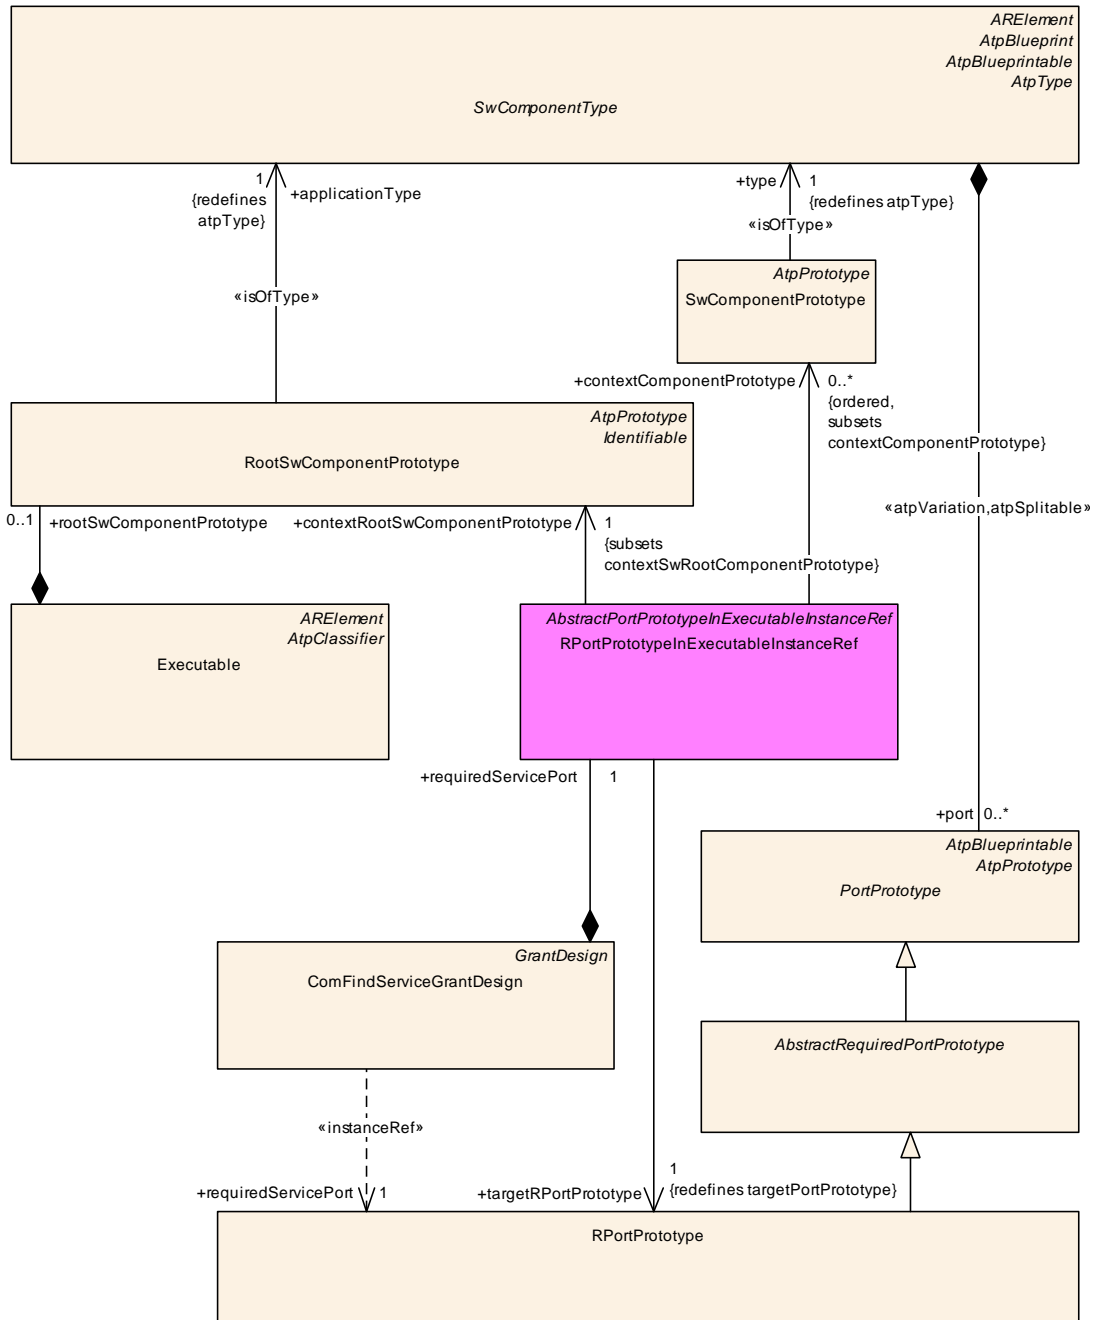 ARElement
AtpBlueprint
AtpBlueprintable
AtpType
SwComponentType
1
{redefines
atpType}
+applicationType
+type
1
{redefines atpType}
«isOfType»
«isOfType»
AtpPrototype
SwComponentPrototype
+contextComponentPrototype
0..*
{ordered,
subsets
contextComponentPrototype}
AtpPrototype
Identifiable
RootSwComponentPrototype
«atpVariation,atpSplitable»
0..1
+rootSwComponentPrototype
+contextRootSwComponentPrototype
1
{subsets
contextSwRootComponentPrototype}
ARElement
AtpClassifier
Executable
AbstractPortPrototypeInExecutableInstanceRef
RPortPrototypeInExecutableInstanceRef
+requiredServicePort
1
+port
0..*
AtpBlueprintable
AtpPrototype
PortPrototype
GrantDesign
ComFindServiceGrantDesign
AbstractRequiredPortPrototype
«instanceRef»
+requiredServicePort
1
+targetRPortPrototype
1
{redefines targetPortPrototype}
RPortPrototype